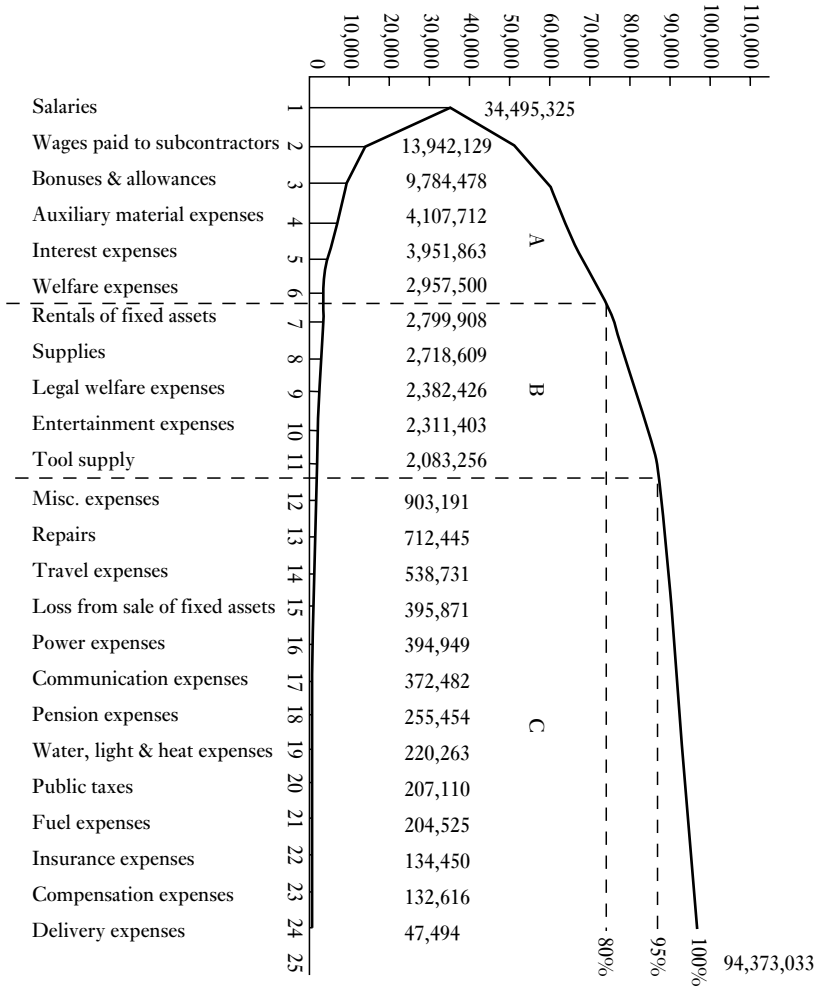 0 10,000 20,000 30,000 40,000 50,000 60,000 70,000 80,000 90,000 100,000 110,000
Salaries 1 34,495,325
Wages paid to subcontractors 2 13,942,129
Bonuses & allowances 3 9,784,478
Auxiliary material expenses 4 4,107,712
A
Interest expenses 5 3,951,863
Welfare expenses 6 2,957,500
Rentals of fixed assets 7 2,799,908
Supplies 8 2,718,609
Legal welfare expenses 9 2,382,426 B
Entertainment expenses 10 2,311,403
Tool supply 11 2,083,256
Misc. expenses 12 903,191
Repairs 13 712,445
Travel expenses 14 538,731
Loss from sale of fixed assets 15 395,871
Power expenses 16 394,949
Communication expenses 17 372,482
Pension expenses 18 255,454 C
Water, light & heat expenses 19 220,263
Public taxes 20 207,110
Fuel expenses 21 204,525
Insurance expenses 22 134,450
Compensation expenses 23 132,616
Delivery expenses 24 47,494
25 80% 95% 100% 94,373,033